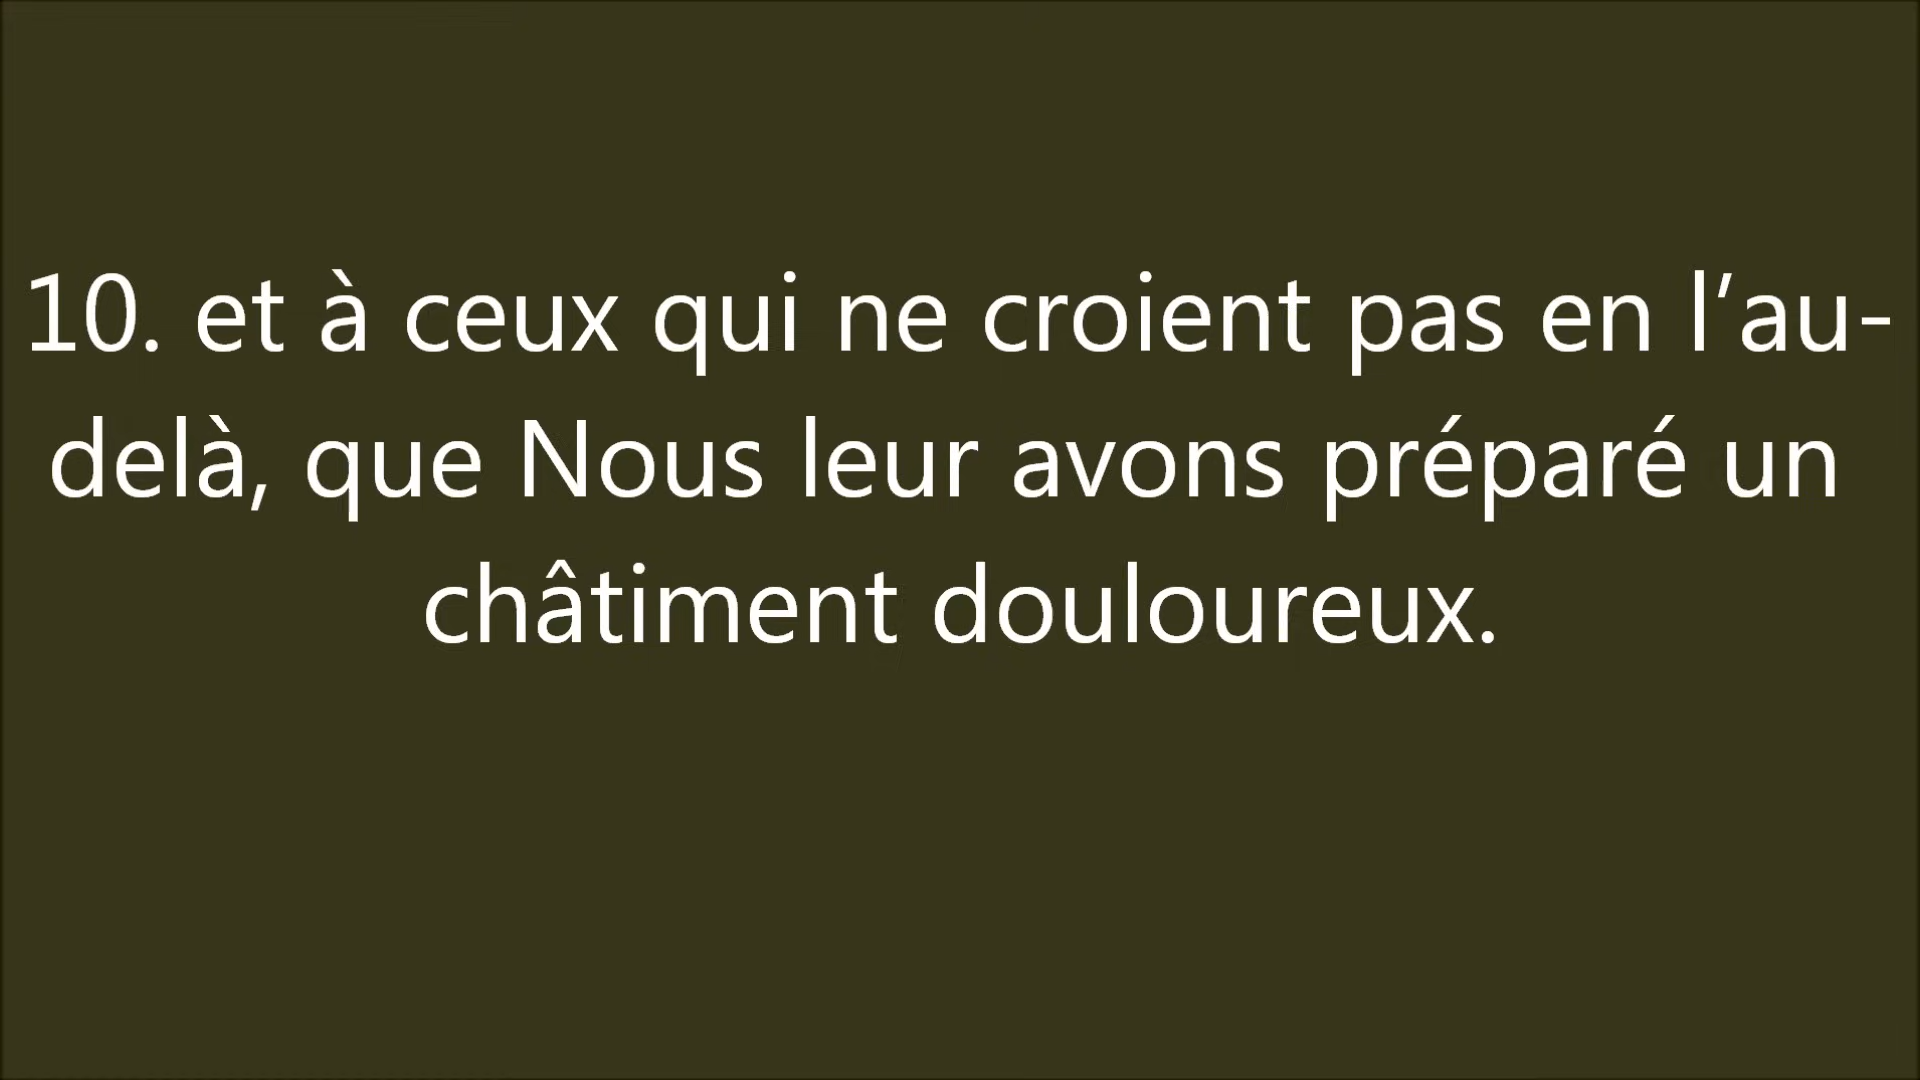 10. et à ceux qui ne croient pas en l’au-
delà, que Nous leur avons préparé un
châtiment douloureux.